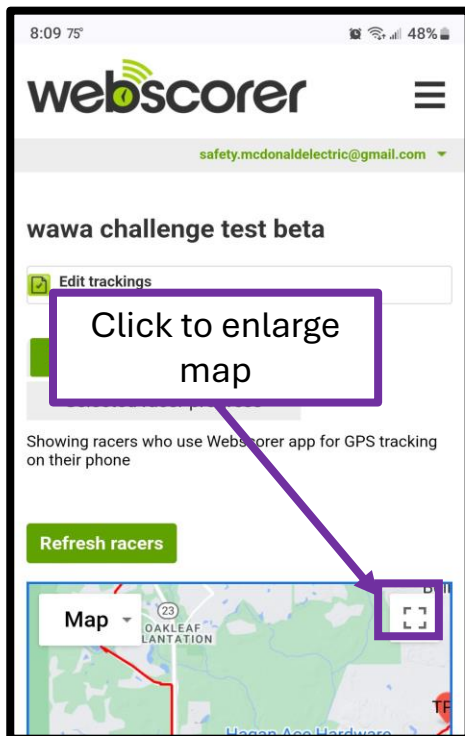 8:09 75°
48%
webscorer
safety.mcdonaldelectric@gmail.com
wawa challenge test beta
Edit trackings
Click to enlarge
map
Showing racers who use Webscorer app for GPS tracking
on their phone
Refresh racers
Map
23
OAKLEAF
PLANTATION
TR
Hagan Ace Hardware